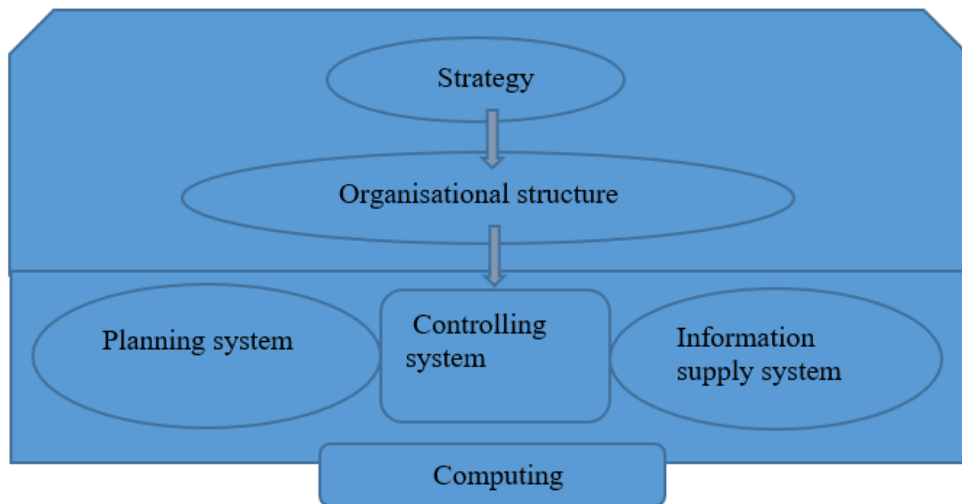 Strategy
Organisational structure
Planning system
Controlling
system
Information
supply system
Computing